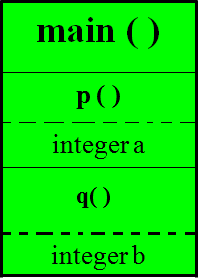 main ( )
p ( )
integer a
q( )
integer b